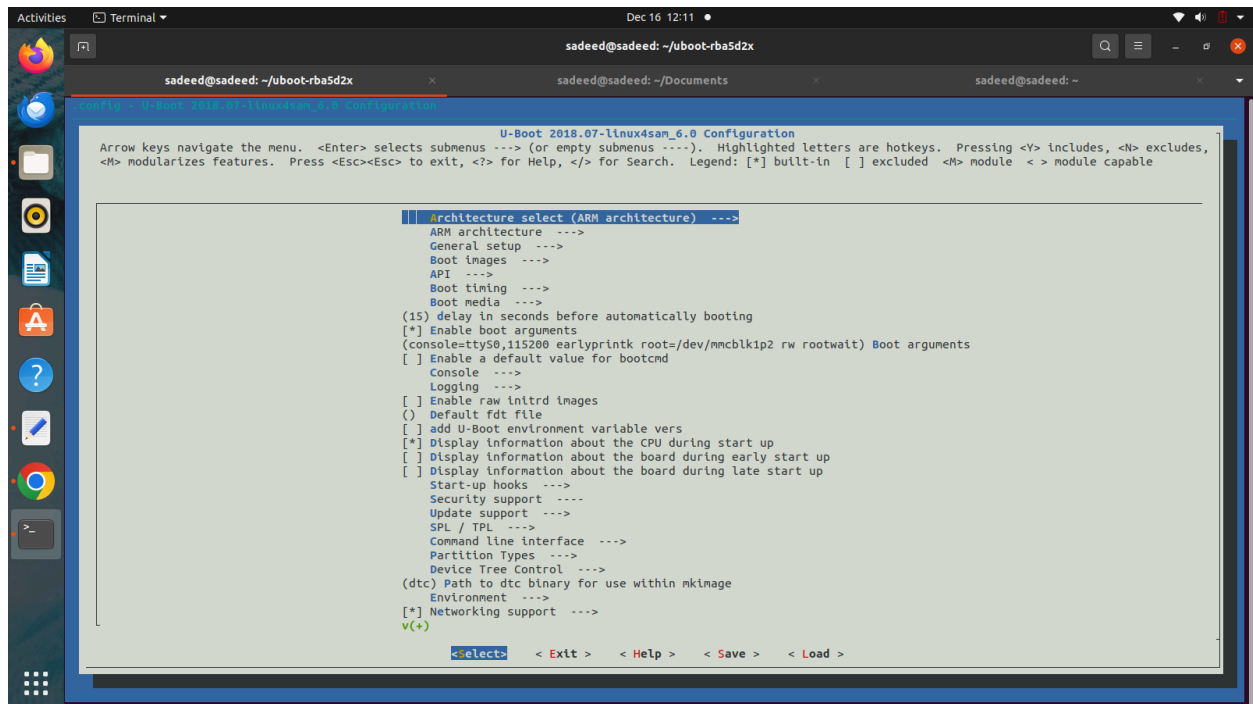 Activities Terminal Dec 16 12:11
sadeed@sadeed: ~/uboot-rba5d2x
sadeed@sadeed: ~/uboot-rba5d2x × sadeed@sadeed: ~/Documents × sadeed@sadeed: ~ ×
.config - U-Boot 2018.07-linux4sam_6.0 Configuration
U-Boot 2018.07-linux4sam_6.0 Configuration
Arrow keys navigate the menu. <Enter> selects submenus ---> (or empty submenus ----). Highlighted letters are hotkeys. Pressing <Y> includes, <N> excludes,
<M> modularizes features. Press <Esc><Esc> to exit, <?> for Help, </> for Search. Legend: [*] built-in [ ] excluded <M> module < > module capable
Architecture select (ARM architecture) --->
ARM architecture --->
General setup --->
Boot images --->
API --->
Boot timing --->
Boot media --->
(15) delay in seconds before automatically booting
[*] Enable boot arguments
(console=ttyS0,115200 earlyprintk root=/dev/mmcblk1p2 rw rootwait) Boot arguments
[ ] Enable a default value for bootcmd
Console --->
Logging --->
[ ] Enable raw initrd images
() Default fdt file
[ ] add U-Boot environment variable vers
[*] Display information about the CPU during start up
[ ] Display information about the board during early start up
[ ] Display information about the board during late start up
Start-up hooks --->
Security support ----
Update support --->
SPL / TPL --->
Command line interface --->
Partition Types --->
Device Tree Control --->
(dtc) Path to dtc binary for use within mkimage
Environment --->
[*] Networking support --->
v(+)
<Select> < Exit > < Help > < Save > < Load >